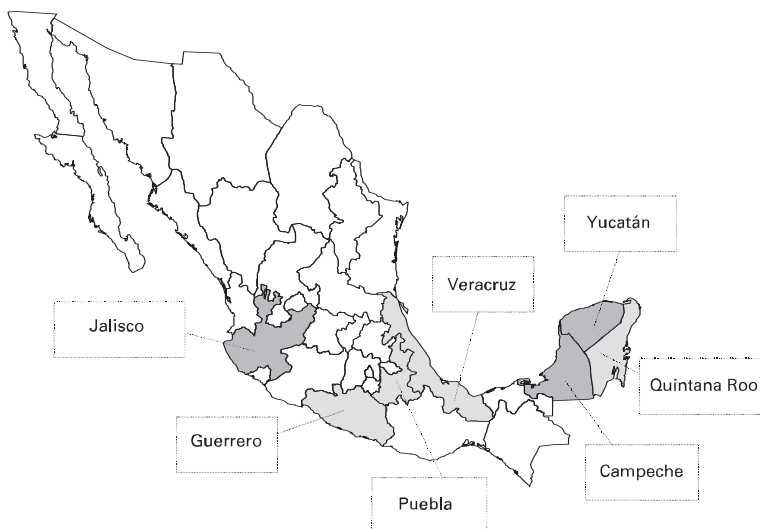 Yucatán
Veracruz
Jalisco
Quintana Roo
Guerrero
Campeche
Puebla